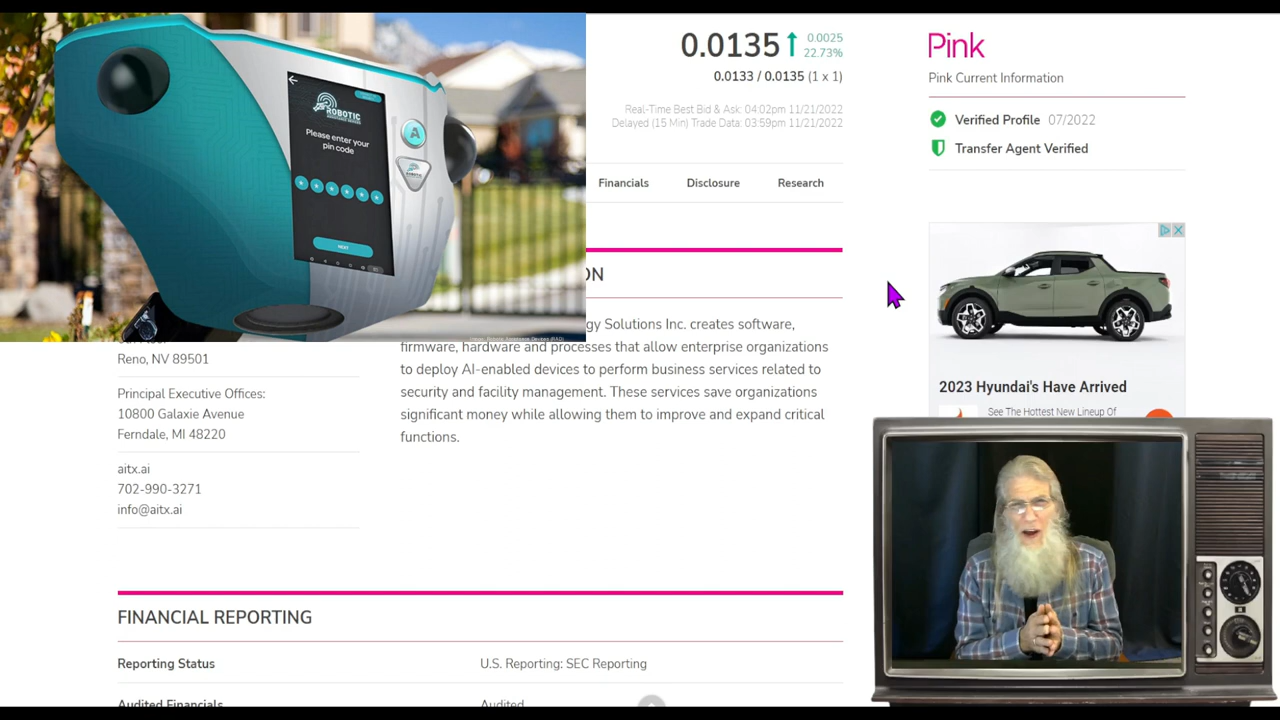 ROBOTIC
Please enter your
pin code
A
NEXT
0.0135
0.0025
22.73%
0.0133 / 0.0135 (1 x 1)
Real-Time Best Bid & Ask: 04:02pm 11/21/2022
Delayed (15 Min) Trade Data: 03:59pm 11/21/2022
Financials
Disclosure
Research
Pink
Pink Current Information
Verified Profile 07/2022
Transfer Agent Verified
ON
gy Solutions Inc. creates software,
firmware, hardware and processes that allow enterprise organizations
to deploy AI-enabled devices to perform business services related to
security and facility management. These services save organizations
significant money while allowing them to improve and expand critical
functions.
Reno, NV 89501
Principal Executive Offices:
10800 Galaxie Avenue
Ferndale, MI 48220
aitx.ai
702-990-3271
info@aitx.ai
2023 Hyundai's Have Arrived
See The Hottest New Lineup Of
FINANCIAL REPORTING
Reporting Status
U.S. Reporting: SEC Reporting
Audited Financials
Audited